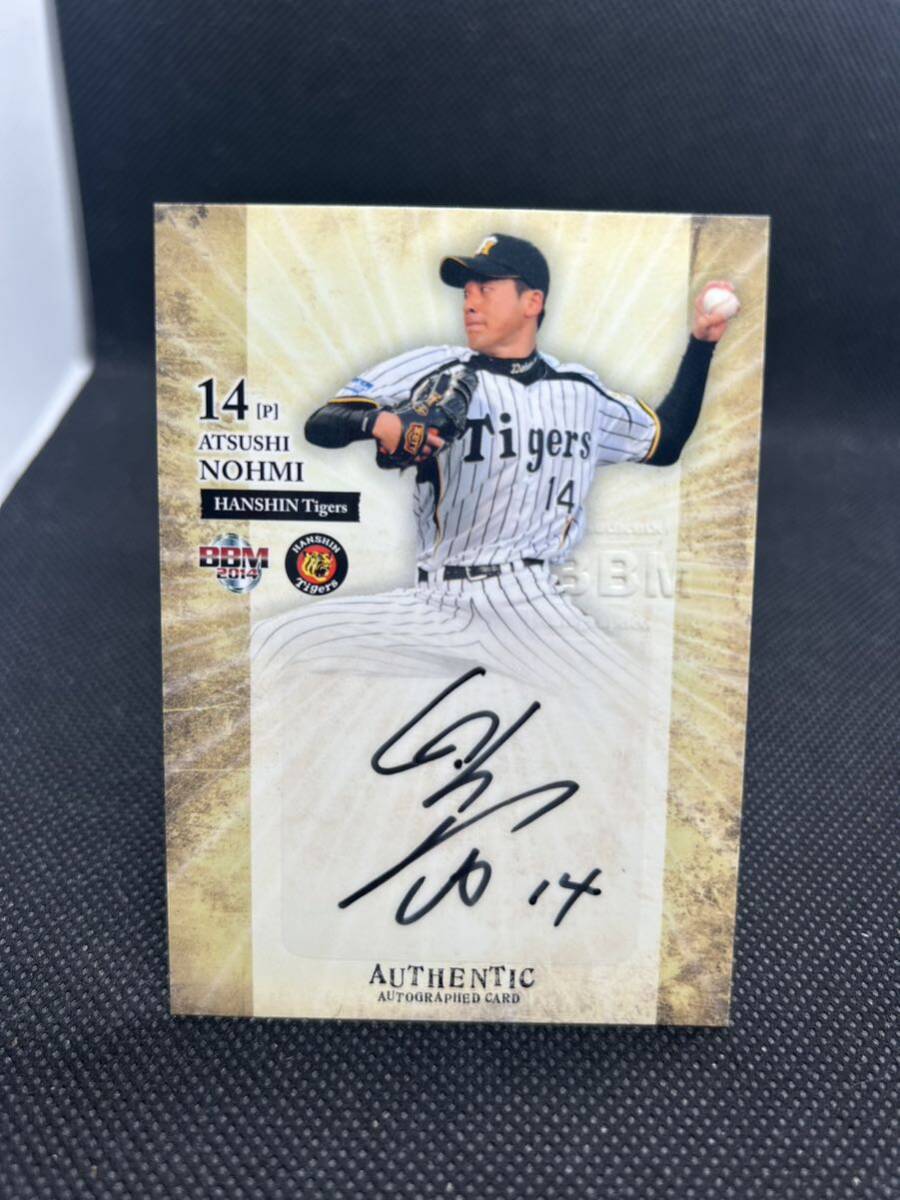 14 [P]
ATSUSHI
NOHMI
HANSHIN Tigers
BBM
2014
HANSHIN
Tigers
Tigers
14
BBM
14
AUTHENTIC
AUTOGRAPHED CARD